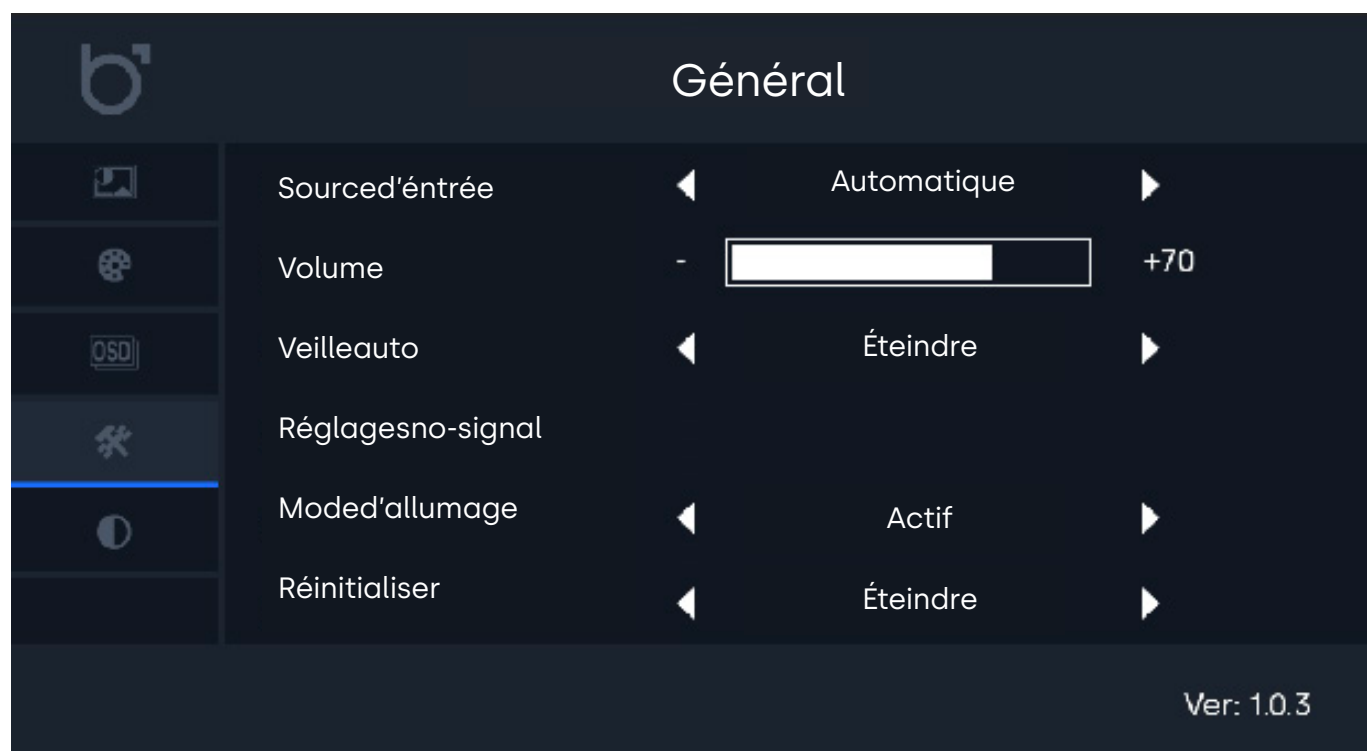 Général
Sourced'éntrée Automatique
Volume - +70
OSD Veilleauto Éteindre
Réglagesno-signal
Moded'allumage Actif
Réinitialiser Éteindre
Ver: 1.0.3